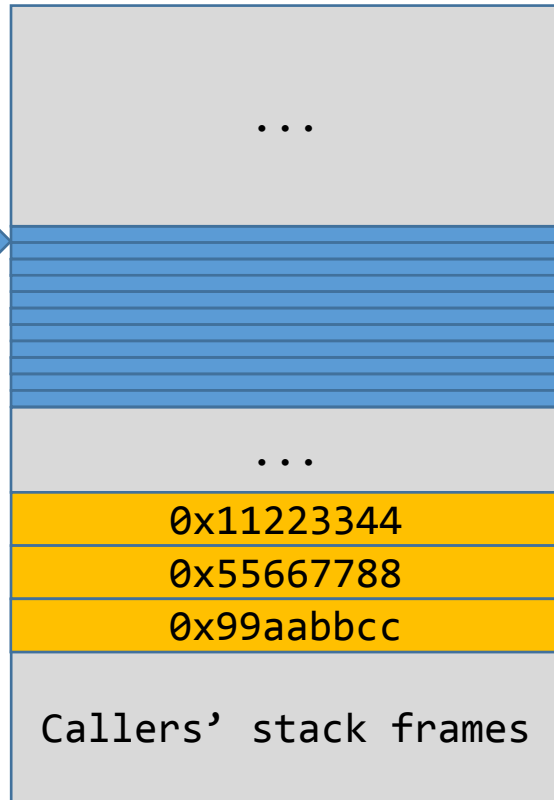 ...
...
0x11223344
0x55667788
0x99aabbcc
Callers’ stack frames